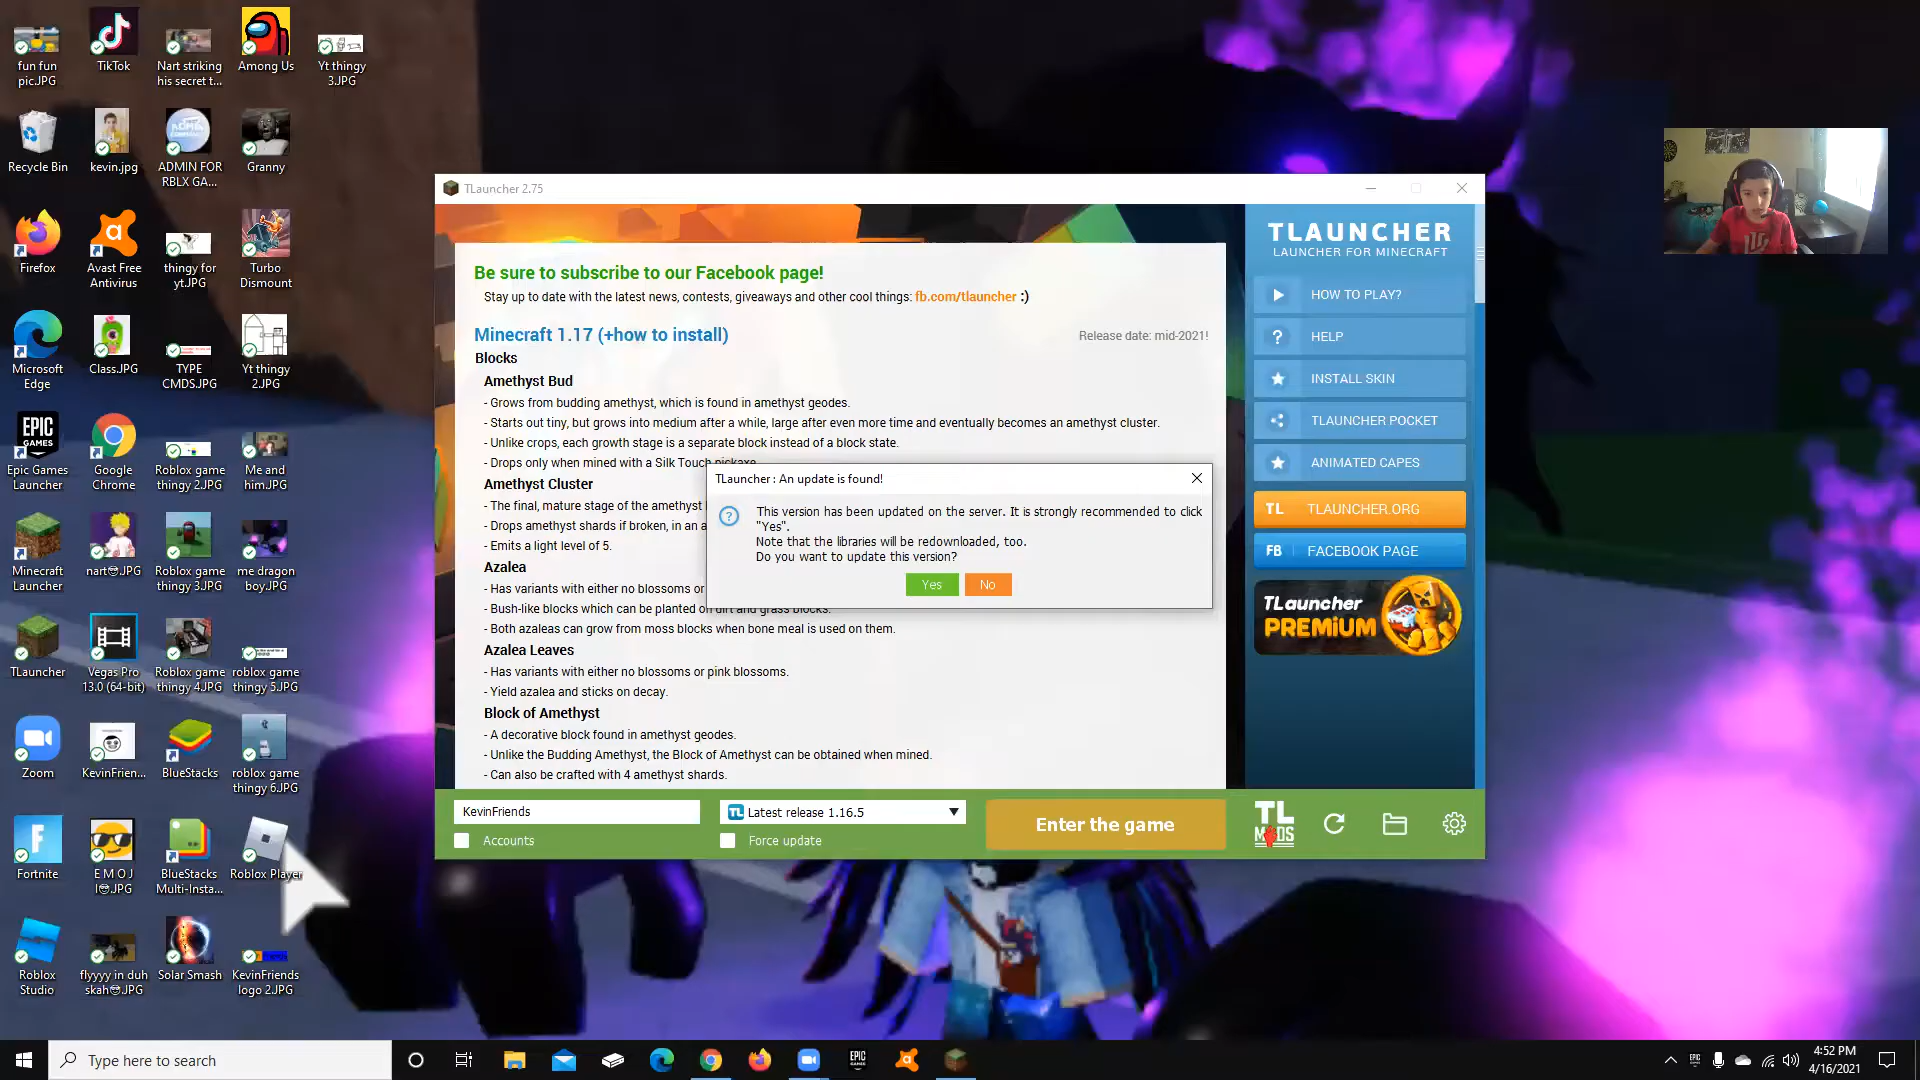 fun fun
pic.JPG
TikTok
Nart striking
his secret t...
Among Us
Yt thingy
3.JPG
Recycle Bin
kevin.jpg
ADMIN FOR
RBLX GA...
Granny
Firefox
Avast Free
Antivirus
thingy for
yt.JPG
Turbo
Dismount
Microsoft
Edge
Class.JPG
TYPE
CMDS.JPG
Yt thingy
2.JPG
EPIC
GAMES
Epic Games
Launcher
Google
Chrome
Roblox game
thingy 2.JPG
Me and
him.JPG
Minecraft
Launcher
nart😎.JPG
Roblox game
thingy 3.JPG
me dragon
boy.JPG
TLauncher
Vegas Pro
13.0 (64-bit)
Roblox game
thingy 4.JPG
roblox game
thingy 5.JPG
Zoom
KevinFrien...
BlueStacks
roblox game
thingy 6.JPG
Fortnite
E M O J
I😎.JPG
BlueStacks
Multi-Insta...
Roblox Player
Roblox
Studio
flyyyy in duh
skah😎.JPG
Solar Smash
KevinFriends
logo 2.JPG
TLauncher 2.75
Be sure to subscribe to our Facebook page!
Stay up to date with the latest news, contests, giveaways and other cool things: fb.com/tlauncher :)
Minecraft 1.17 (+how to install)
Release date: mid-2021!
Blocks
Amethyst Bud
- Grows from budding amethyst, which is found in amethyst geodes.
- Starts out tiny, but grows into medium after a while, large after even more time and eventually becomes an amethyst cluster.
- Unlike crops, each growth stage is a separate block instead of a block state.
- Drops only when mined with a Silk Touch pickaxe.
Amethyst Cluster
- The final, mature stage of the amethyst
- Drops amethyst shards if broken, in an a
- Emits a light level of 5.
Azalea
- Has variants with either no blossoms or
- Bush-like blocks which can be planted on dirt and grass blocks.
- Both azaleas can grow from moss blocks when bone meal is used on them.
Azalea Leaves
- Has variants with either no blossoms or pink blossoms.
- Yield azalea and sticks on decay.
Block of Amethyst
- A decorative block found in amethyst geodes.
- Unlike the Budding Amethyst, the Block of Amethyst can be obtained when mined.
- Can also be crafted with 4 amethyst shards.
TLauncher : An update is found!
This version has been updated on the server. It is strongly recommended to click
"Yes".
Note that the libraries will be redownloaded, too.
Do you want to update this version?
Yes
No
TLAUNCHER
LAUNCHER FOR MINECRAFT
HOW TO PLAY?
HELP
INSTALL SKIN
TLAUNCHER POCKET
ANIMATED CAPES
TL TLAUNCHER.ORG
FB FACEBOOK PAGE
TLauncher
PREMIUM
KevinFriends
TL Latest release 1.16.5
Accounts
Force update
Enter the game
TL
MODS
Type here to search
EPIC
GAMES
4:52 PM
4/16/2021